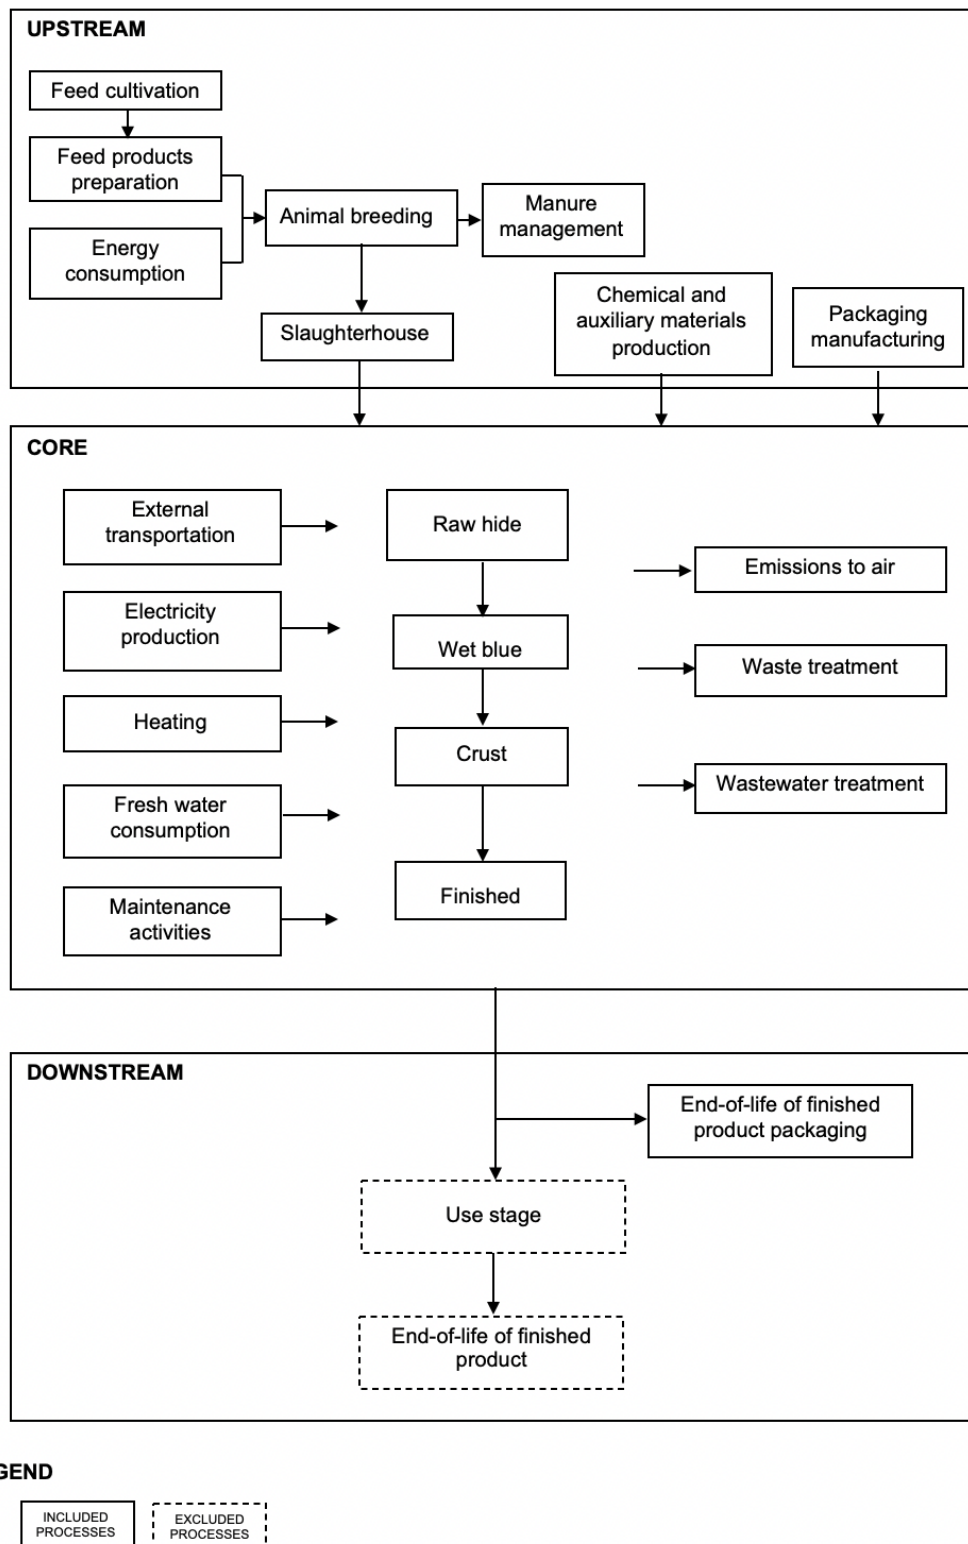 UPSTREAM
Feed cultivation
Feed products
preparation
Energy
consumption
Animal breeding
Manure
management
Slaughterhouse
Chemical and
auxiliary materials
production
Packaging
manufacturing
CORE
External
transportation
Electricity
production
Heating
Fresh water
consumption
Maintenance
activities
Raw hide
Wet blue
Crust
Finished
Emissions to air
Waste treatment
Wastewater treatment
DOWNSTREAM
End-of-life of finished
product packaging
Use stage
End-of-life of finished
product
GEND
INCLUDED
PROCESSES
EXCLUDED
PROCESSES